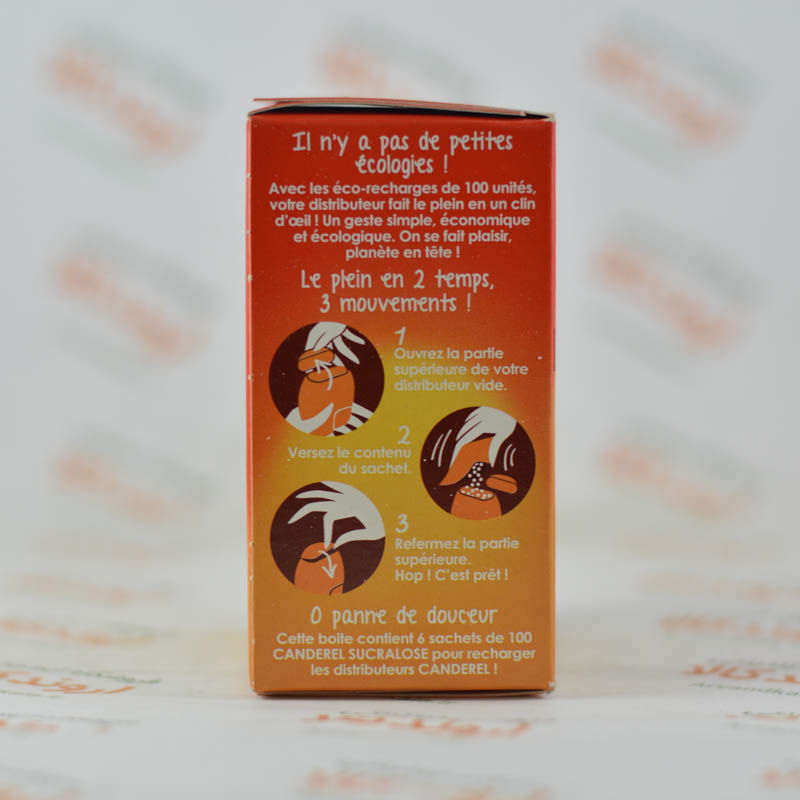 Il n'y a pas de petites
écologies !
Avec les éco-recharges de 100 unités,
votre distributeur fait le plein en un clin
d'œil ! Un geste simple, économique
et écologique. On se fait plaisir,
planète en tête !
Le plein en 2 temps,
3 mouvements !
1
Ouvrez la partie
supérieure de votre
distributeur vide.
2
Versez le contenu
du sachet.
3
Refermez la partie
supérieure.
Hop ! C'est prêt !
0 panne de douceur
Cette boite contient 6 sachets de 100
CANDEREL SUCRALOSE pour recharger
les distributeurs CANDEREL !